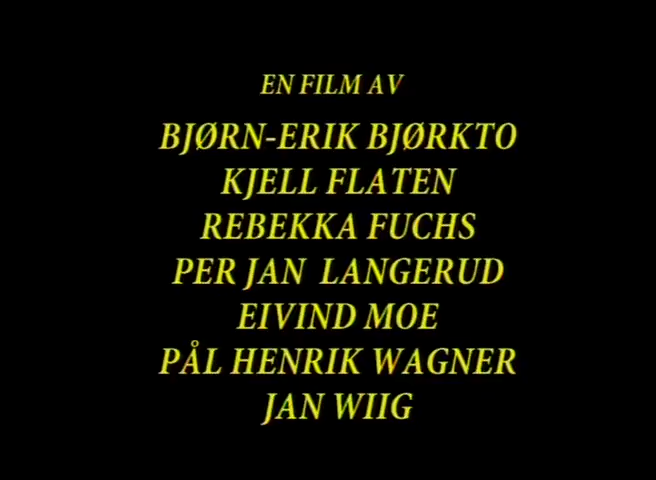 EN FILM AV
BJØRN-ERIK BJØRKTO
KJELL FLATEN
REBEKKA FUCHS
PER JAN LANGERUD
EIVIND MOE
PÅL HENRIK WAGNER
JAN WIIG